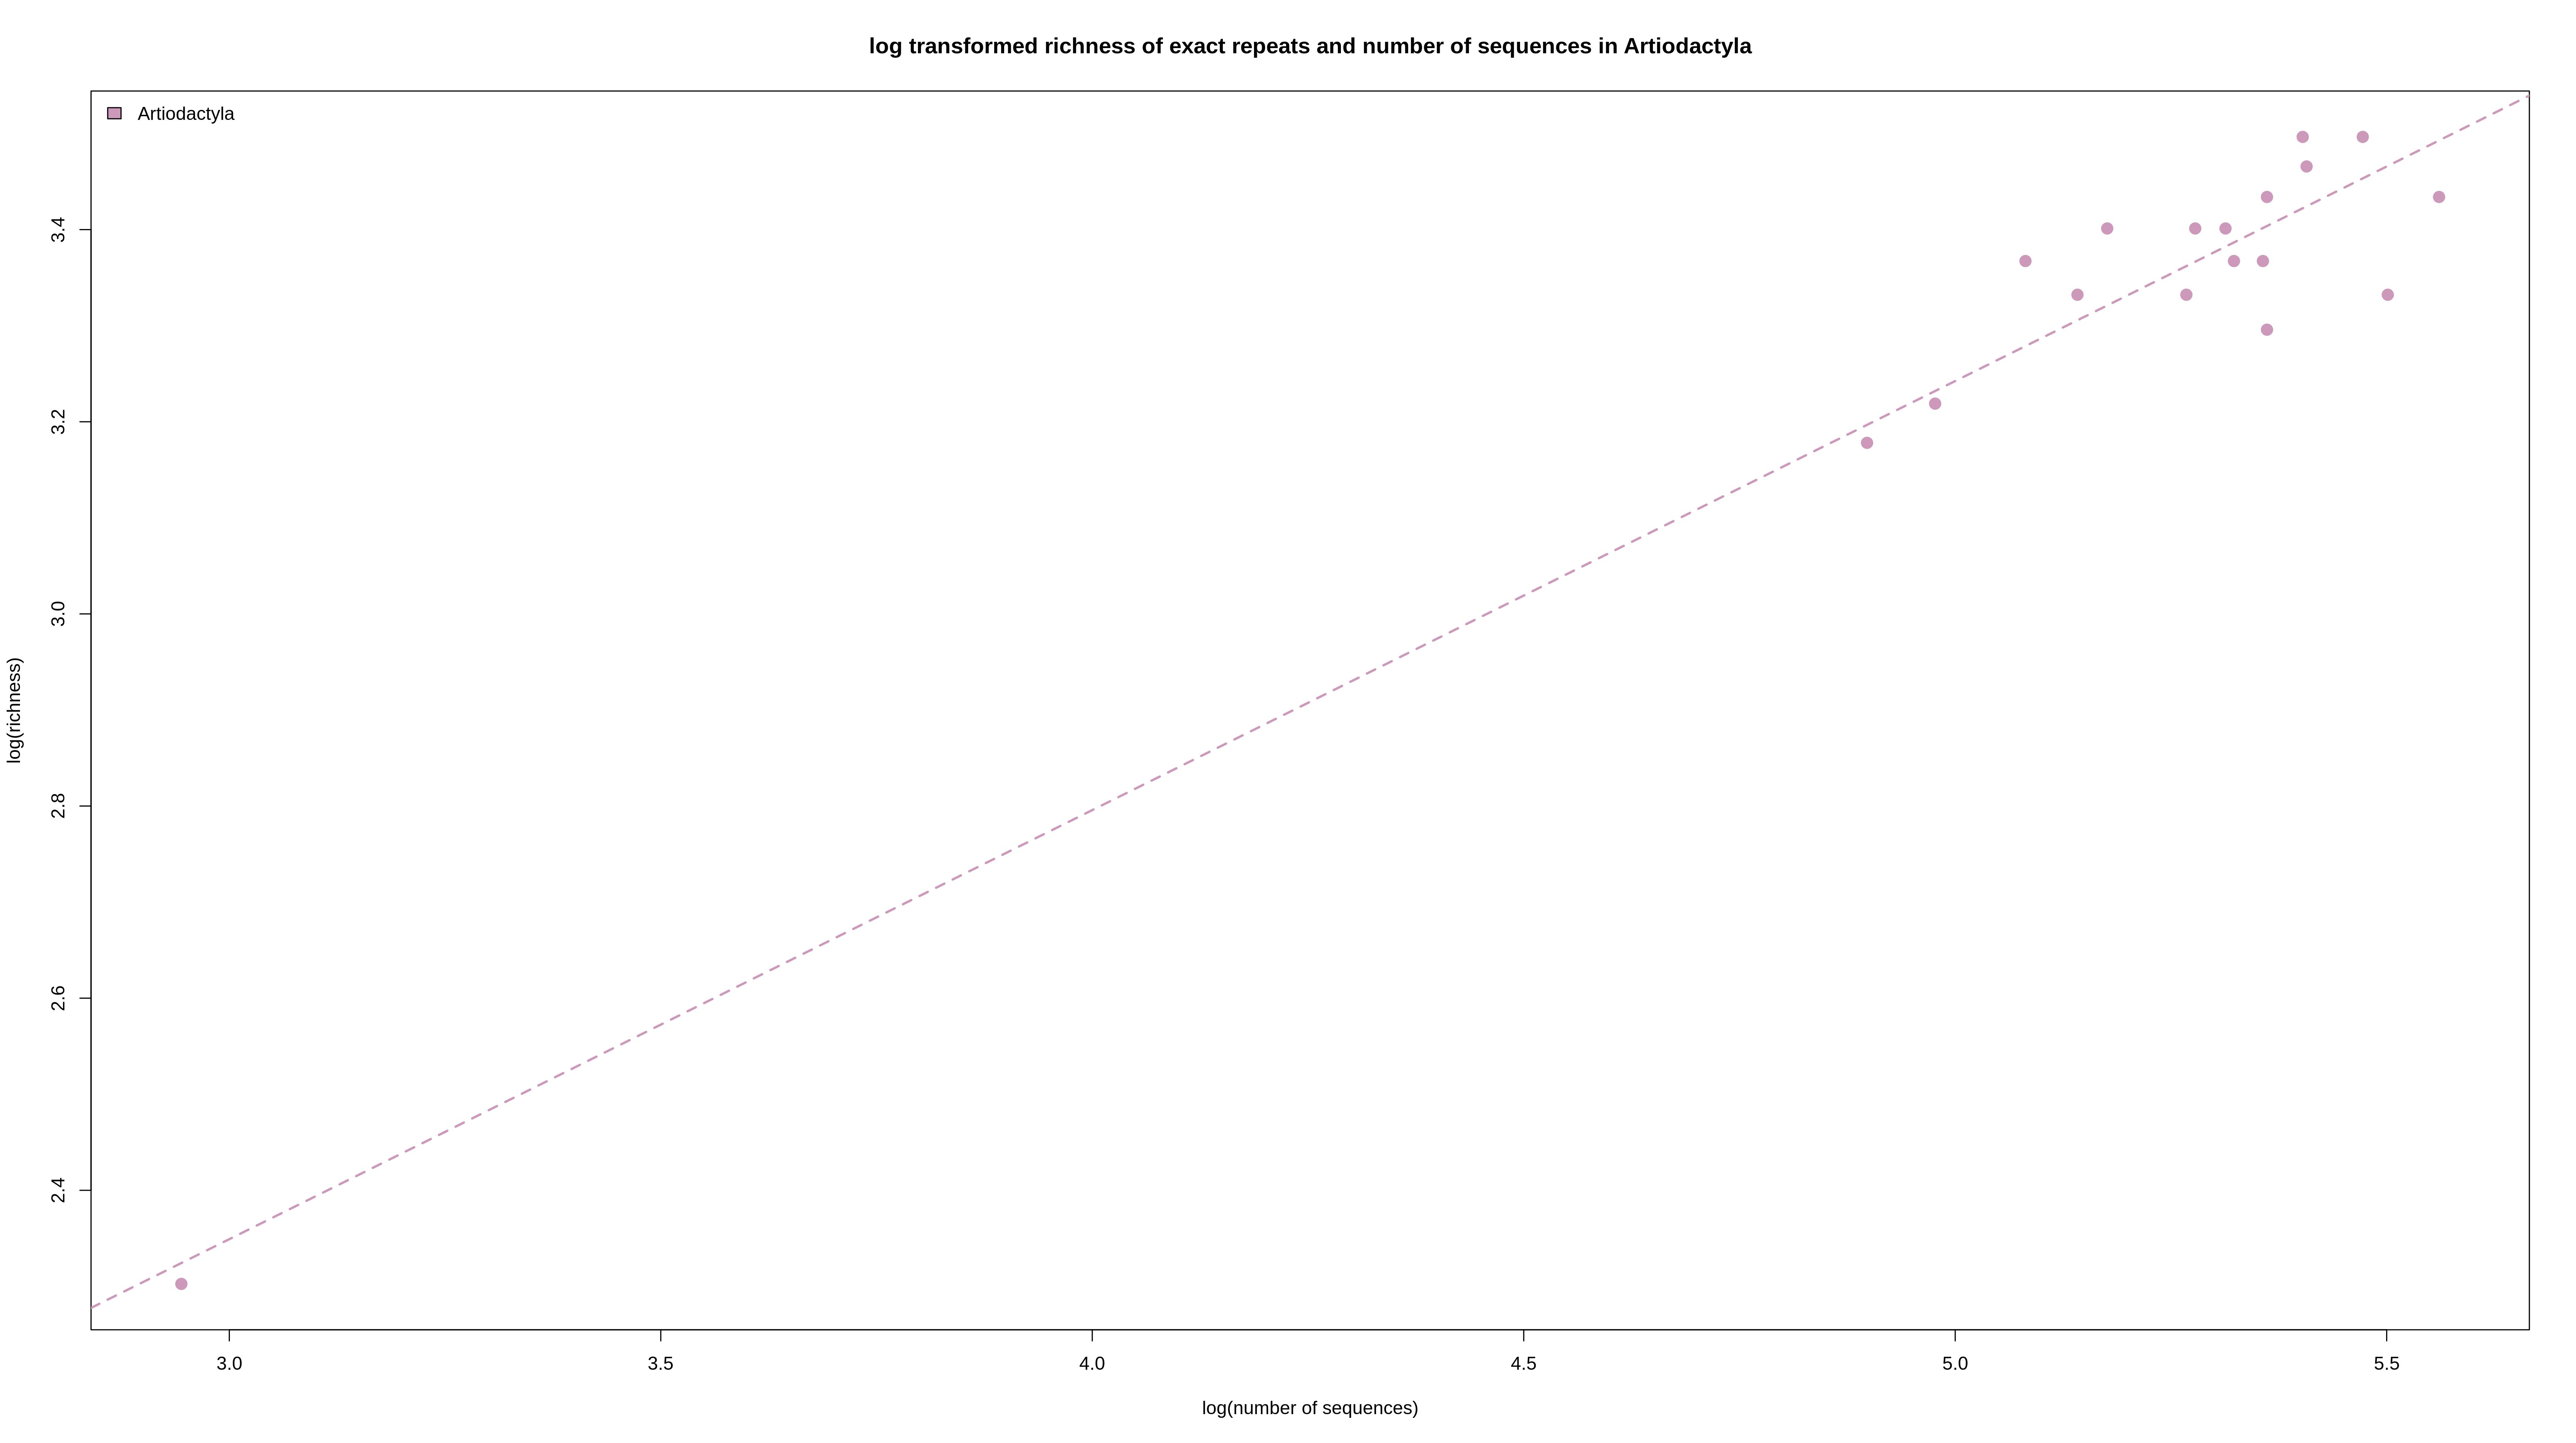 log transformed richness of exact repeats and number of sequences in Artiodactyla
Artiodactyla
3.4
3.2
3.0
2.8
2.6
2.4
log(richness)
3.0 3.5 4.0 4.5 5.0 5.5
log(number of sequences)